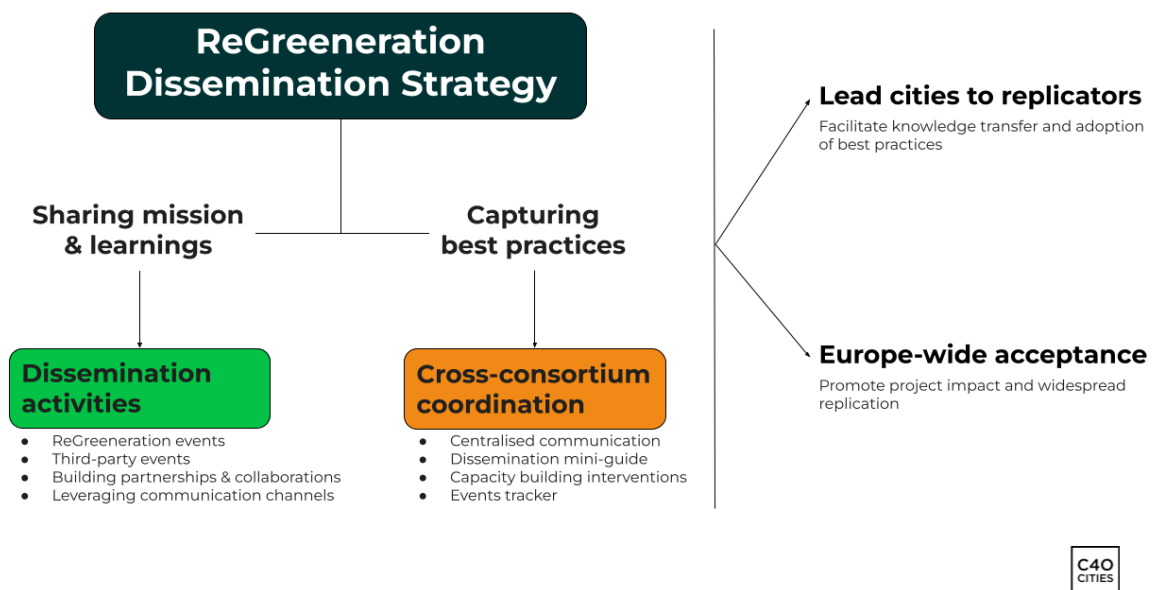 ReGreeneration
Dissemination Strategy
Sharing mission
& learnings
Capturing
best practices
Dissemination
activities
● ReGreeneration events
● Third-party events
● Building partnerships & collaborations
● Leveraging communication channels
Cross-consortium
coordination
● Centralised communication
● Dissemination mini-guide
● Capacity building interventions
● Events tracker
Lead cities to replicators
Facilitate knowledge transfer and adoption
of best practices
Europe-wide acceptance
Promote project impact and widespread
replication
C40
CITIES